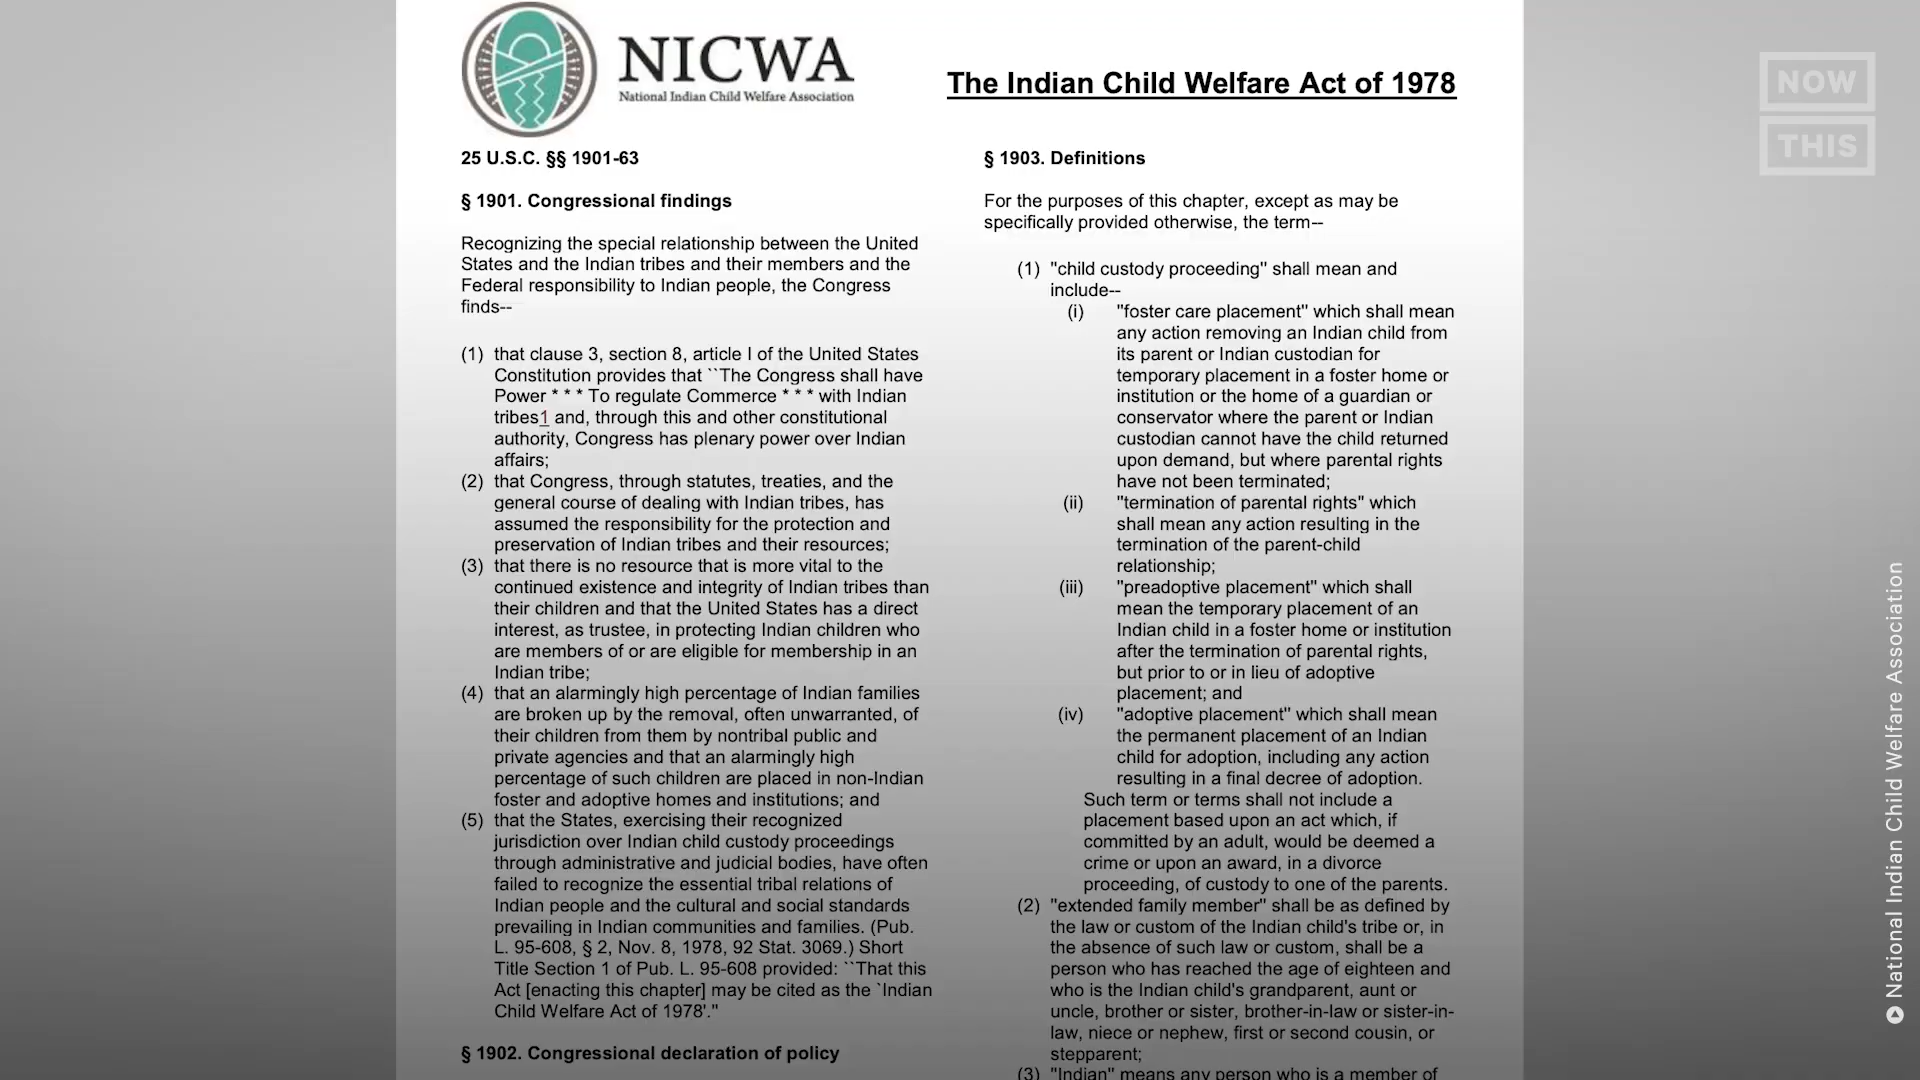 NICWA
National Indian Child Welfare Association
The Indian Child Welfare Act of 1978
25 U.S.C. §§ 1901-63
§ 1901. Congressional findings
Recognizing the special relationship between the United
States and the Indian tribes and their members and the
Federal responsibility to Indian people, the Congress
finds--
(1) that clause 3, section 8, article I of the United States
Constitution provides that ``The Congress shall have
Power * * * To regulate Commerce * * * with Indian
tribes1 and, through this and other constitutional
authority, Congress has plenary power over Indian
affairs;
(2) that Congress, through statutes, treaties, and the
general course of dealing with Indian tribes, has
assumed the responsibility for the protection and
preservation of Indian tribes and their resources;
(3) that there is no resource that is more vital to the
continued existence and integrity of Indian tribes than
their children and that the United States has a direct
interest, as trustee, in protecting Indian children who
are members of or are eligible for membership in an
Indian tribe;
(4) that an alarmingly high percentage of Indian families
are broken up by the removal, often unwarranted, of
their children from them by nontribal public and
private agencies and that an alarmingly high
percentage of such children are placed in non-Indian
foster and adoptive homes and institutions; and
(5) that the States, exercising their recognized
jurisdiction over Indian child custody proceedings
through administrative and judicial bodies, have often
failed to recognize the essential tribal relations of
Indian people and the cultural and social standards
prevailing in Indian communities and families. (Pub.
L. 95-608, § 2, Nov. 8, 1978, 92 Stat. 3069.) Short
Title Section 1 of Pub. L. 95-608 provided: ``That this
Act [enacting this chapter] may be cited as the `Indian
Child Welfare Act of 1978'."
§ 1902. Congressional declaration of policy
§ 1903. Definitions
For the purposes of this chapter, except as may be
specifically provided otherwise, the term--
(1) "child custody proceeding" shall mean and
include--
(i) "foster care placement" which shall mean
any action removing an Indian child from
its parent or Indian custodian for
temporary placement in a foster home or
institution or the home of a guardian or
conservator where the parent or Indian
custodian cannot have the child returned
upon demand, but where parental rights
have not been terminated;
(ii) "termination of parental rights" which
shall mean any action resulting in the
termination of the parent-child
relationship;
(iii) "preadoptive placement" which shall
mean the temporary placement of an
Indian child in a foster home or institution
after the termination of parental rights,
but prior to or in lieu of adoptive
placement; and
(iv) "adoptive placement" which shall mean
the permanent placement of an Indian
child for adoption, including any action
resulting in a final decree of adoption.
Such term or terms shall not include a
placement based upon an act which, if
committed by an adult, would be deemed a
crime or upon an award, in a divorce
proceeding, of custody to one of the parents.
(2) "extended family member" shall be as defined by
the law or custom of the Indian child's tribe or, in
the absence of such law or custom, shall be a
person who has reached the age of eighteen and
who is the Indian child's grandparent, aunt or
uncle, brother or sister, brother-in-law or sister-in-
law, niece or nephew, first or second cousin, or
stepparent;
(3) "Indian" means any person who is a member of
NOW
THIS
National Indian Child Welfare Association